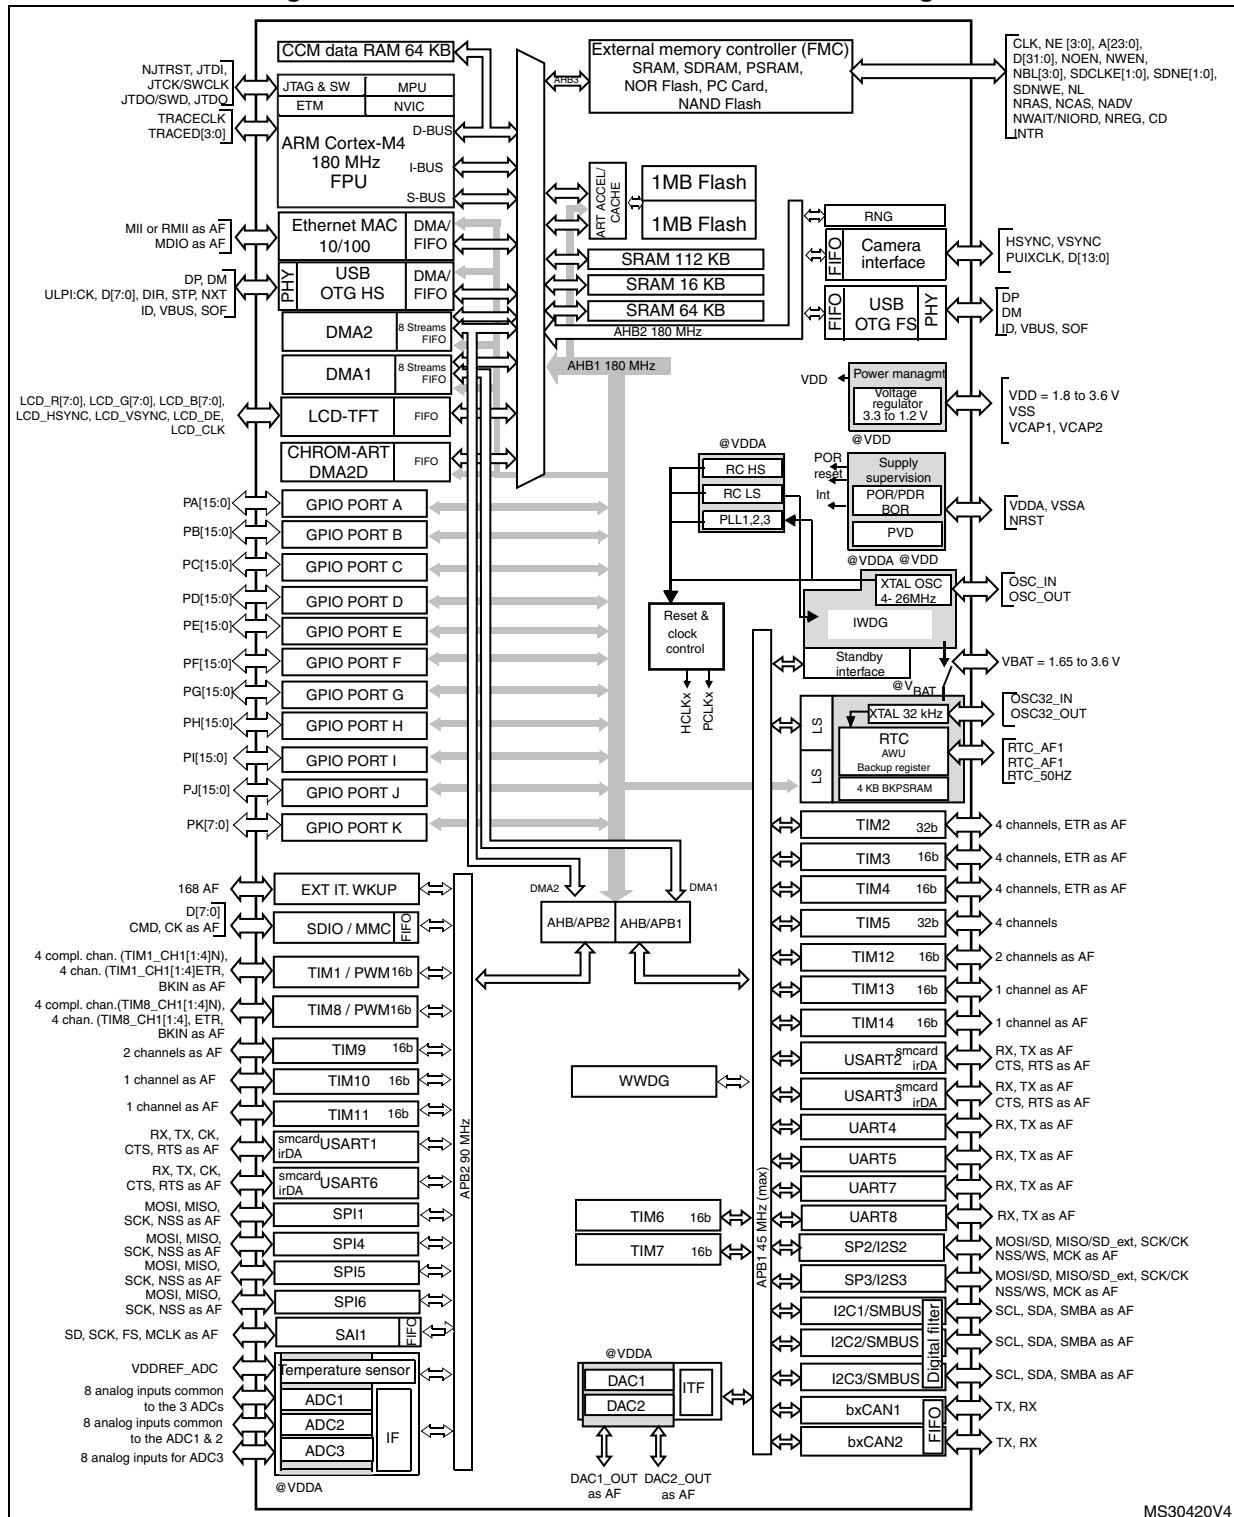 CCM data RAM 64 KB
External memory controller (FMC)
SRAM, SDRAM, PSRAM,
NOR Flash, PC Card,
NAND Flash
AHB3
CLK, NE [3:0], A[23:0],
D[31:0], NOEN, NWEN,
NBL[3:0], SDCLKE[1:0], SDNE[1:0],
SDNWE, NL
NRAS, NCAS, NADV
NWAIT/NIORD, NREG, CD
INTR
NJTRST, JTDI,
JTCK/SWCLK
JTDO/SWD, JTDO
TRACECLK
TRACED[3:0]
JTAG & SW
MPU
ETM
NVIC
D-BUS
ARM Cortex-M4
180 MHz
FPU
I-BUS
S-BUS
ART ACCEL/
CACHE
1MB Flash
1MB Flash
MII or RMII as AF
MDIO as AF
Ethernet MAC
10/100
DMA/
FIFO
SRAM 112 KB
SRAM 16 KB
SRAM 64 KB
AHB2 180 MHz
AHB1 180 MHz
RNG
FIFO
Camera
interface
HSYNC, VSYNC
PUIXCLK, D[13:0]
DP, DM
ULPI:CK, D[7:0], DIR, STP, NXT
ID, VBUS, SOF
PHY
USB
OTG HS
DMA/
FIFO
FIFO
USB
OTG FS
PHY
DP
DM
ID, VBUS, SOF
DMA2
8 Streams
FIFO
DMA1
8 Streams
FIFO
LCD_R[7:0], LCD_G[7:0], LCD_B[7:0],
LCD_HSYNC, LCD_VSYNC, LCD_DE,
LCD_CLK
LCD-TFT
FIFO
CHROM-ART
DMA2D
FIFO
VDD
Power managmt
Voltage
regulator
3.3 to 1.2 V
@VDD
VDD = 1.8 to 3.6 V
VSS
VCAP1, VCAP2
@VDDA
RC HS
RC LS
PLL1,2,3
POR
reset
Int
Supply
supervision
POR/PDR
BOR
PVD
@VDDA @VDD
VDDA, VSSA
NRST
XTAL OSC
4- 26MHz
OSC_IN
OSC_OUT
IWDG
Reset &
clock
control
HCLKx
PCLKx
Standby
interface
VBAT = 1.65 to 3.6 V
@VBAT
LS
LS
XTAL 32 kHz
OSC32_IN
OSC32_OUT
RTC
AWU
Backup register
4 KB BKPSRAM
RTC_AF1
RTC_AF1
RTC_50HZ
PA[15:0]
GPIO PORT A
PB[15:0]
GPIO PORT B
PC[15:0]
GPIO PORT C
PD[15:0]
GPIO PORT D
PE[15:0]
GPIO PORT E
PF[15:0]
GPIO PORT F
PG[15:0]
GPIO PORT G
PH[15:0]
GPIO PORT H
PI[15:0]
GPIO PORT I
PJ[15:0]
GPIO PORT J
PK[7:0]
GPIO PORT K
DMA2
DMA1
AHB/APB2
AHB/APB1
168 AF
EXT IT. WKUP
D[7:0]
CMD, CK as AF
SDIO / MMC
FIFO
4 compl. chan. (TIM1_CH1[1:4]N),
4 chan. (TIM1_CH1[1:4]ETR,
BKIN as AF
TIM1 / PWM 16b
4 compl. chan.(TIM8_CH1[1:4]N),
4 chan. (TIM8_CH1[1:4], ETR,
BKIN as AF
TIM8 / PWM 16b
2 channels as AF
TIM9 16b
1 channel as AF
TIM10 16b
1 channel as AF
TIM11 16b
RX, TX, CK,
CTS, RTS as AF
smcard
irDA
USART1
RX, TX, CK,
CTS, RTS as AF
smcard
irDA
USART6
MOSI, MISO,
SCK, NSS as AF
SPI1
MOSI, MISO,
SCK, NSS as AF
SPI4
MOSI, MISO,
SCK, NSS as AF
SPI5
MOSI, MISO,
SCK, NSS as AF
SPI6
SD, SCK, FS, MCLK as AF
SAI1
FIFO
VDDREF_ADC
Temperature sensor
8 analog inputs common
to the 3 ADCs
ADC1
8 analog inputs common
to the ADC1 & 2
ADC2
8 analog inputs for ADC3
ADC3
IF
@VDDA
APB2 90 MHz
WWDG
TIM6 16b
TIM7 16b
@VDDA
DAC1
DAC2
ITF
DAC1_OUT
as AF
DAC2_OUT
as AF
APB1 45 MHz (max)
TIM2 32b
4 channels, ETR as AF
TIM3 16b
4 channels, ETR as AF
TIM4 16b
4 channels, ETR as AF
TIM5 32b
4 channels
TIM12 16b
2 channels as AF
TIM13 16b
1 channel as AF
TIM14 16b
1 channel as AF
USART2
smcard
irDA
RX, TX as AF
CTS, RTS as AF
USART3
smcard
irDA
RX, TX as AF
CTS, RTS as AF
UART4
RX, TX as AF
UART5
RX, TX as AF
UART7
RX, TX as AF
UART8
RX, TX as AF
SP2/I2S2
MOSI/SD, MISO/SD_ext, SCK/CK
NSS/WS, MCK as AF
SP3/I2S3
MOSI/SD, MISO/SD_ext, SCK/CK
NSS/WS, MCK as AF
I2C1/SMBUS
SCL, SDA, SMBA as AF
I2C2/SMBUS
SCL, SDA, SMBA as AF
I2C3/SMBUS
SCL, SDA, SMBA as AF
Digital filter
bxCAN1
TX, RX
bxCAN2
TX, RX
FIFO
MS30420V4